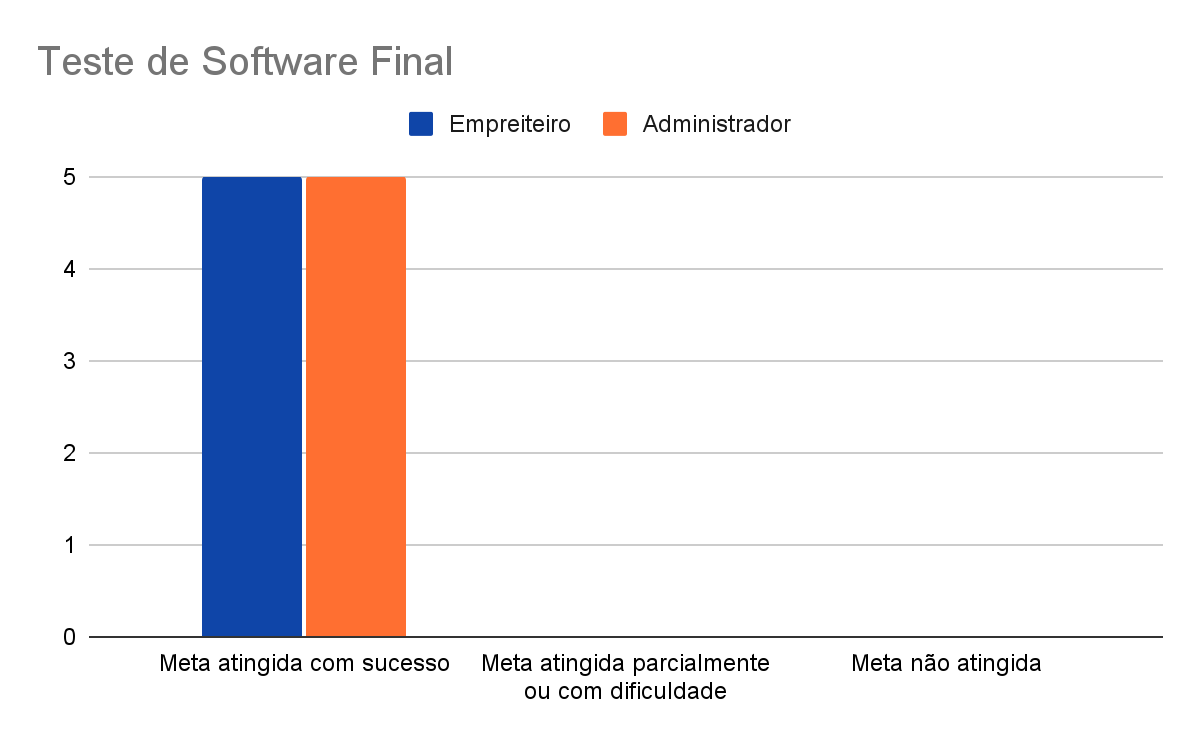 Teste de Software Final
Empreiteiro
Administrador
5
4
3
2
1
0
Meta atingida com sucesso
Meta atingida parcialmente
ou com dificuldade
Meta não atingida